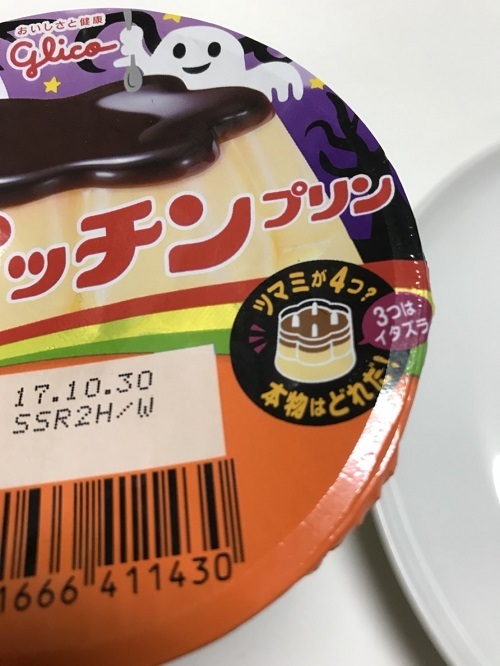 おいしさと健康
glico
ッチンプリン
ツマミが4つ?
3つは
イタズラ
本物はどれだ!
17.10.30
SSR2H/W
1666 411430